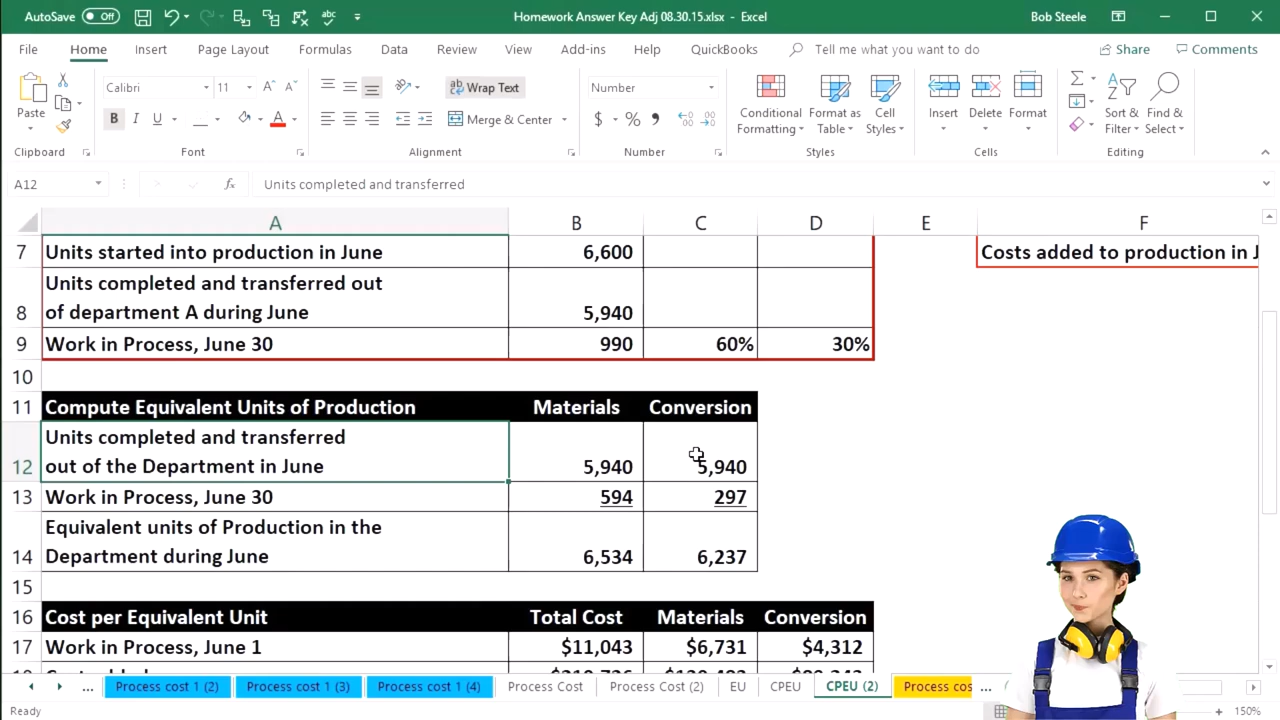 AutoSave Off Homework Answer Key Adj 08.30.15.xlsx - Excel Bob Steele
File Home Insert Page Layout Formulas Data Review View Add-ins Help QuickBooks Tell me what you want to do Share Comments
Calibri 11 Wrap Text Number
Paste B I U A Merge & Center $ % Conditional Formatting Format as Table Cell Styles Insert Delete Format Sort & Filter Find & Select
Clipboard Font Alignment Number Styles Cells Editing
A12 fx Units completed and transferred
A B C D E F
7 Units started into production in June 6,600 Costs added to production in J
Units completed and transferred out
8 of department A during June 5,940
9 Work in Process, June 30 990 60% 30%
10
11 Compute Equivalent Units of Production Materials Conversion
Units completed and transferred
12 out of the Department in June 5,940 5,940
13 Work in Process, June 30 594 297
Equivalent units of Production in the
14 Department during June 6,534 6,237
15
16 Cost per Equivalent Unit Total Cost Materials Conversion
17 Work in Process, June 1 $11,043 $6,731 $4,312
... Process cost 1 (2) Process cost 1 (3) Process cost 1 (4) Process Cost Process Cost (2) EU CPEU CPEU (2) Process cos ...
Ready 150%